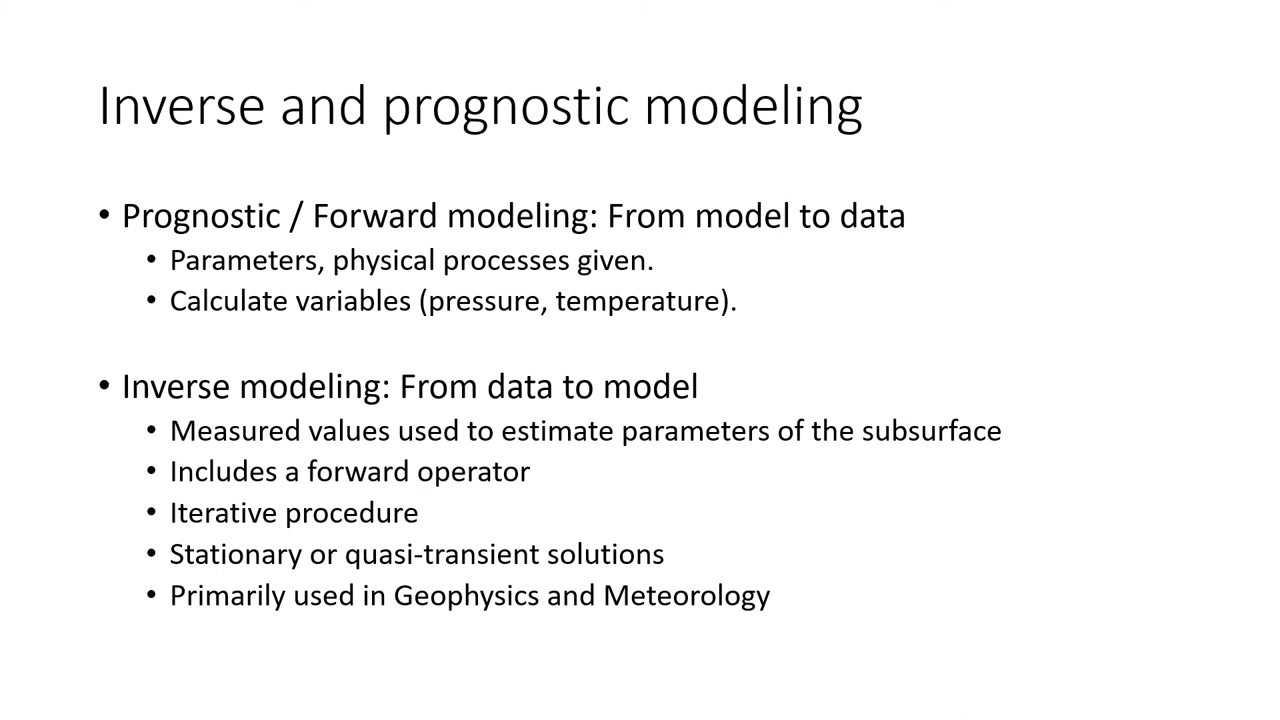 Inverse and prognostic modeling
• Prognostic / Forward modeling: From model to data
• Parameters, physical processes given.
• Calculate variables (pressure, temperature).
• Inverse modeling: From data to model
• Measured values used to estimate parameters of the subsurface
• Includes a forward operator
• Iterative procedure
• Stationary or quasi-transient solutions
• Primarily used in Geophysics and Meteorology